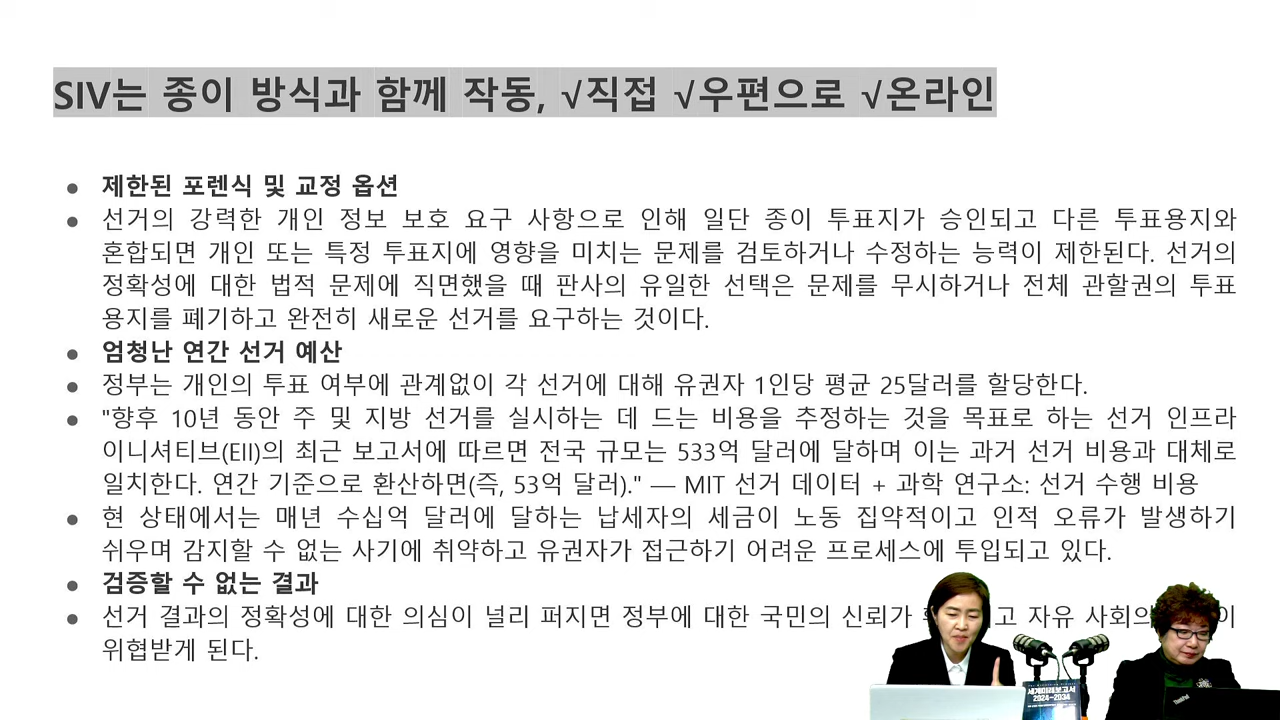 SIV는 종이 방식과 함께 작동, √직접 √우편으로 √온라인
● 제한된 포렌식 및 교정 옵션
● 선거의 강력한 개인 정보 보호 요구 사항으로 인해 일단 종이 투표지가 승인되고 다른 투표용지와
혼합되면 개인 또는 특정 투표지에 영향을 미치는 문제를 검토하거나 수정하는 능력이 제한된다. 선거의
정확성에 대한 법적 문제에 직면했을 때 판사의 유일한 선택은 문제를 무시하거나 전체 관할권의 투표
용지를 폐기하고 완전히 새로운 선거를 요구하는 것이다.
● 엄청난 연간 선거 예산
● 정부는 개인의 투표 여부에 관계없이 각 선거에 대해 유권자 1인당 평균 25달러를 할당한다.
● "향후 10년 동안 주 및 지방 선거를 실시하는 데 드는 비용을 추정하는 것을 목표로 하는 선거 인프라
이니셔티브(EII)의 최근 보고서에 따르면 전국 규모는 533억 달러에 달하며 이는 과거 선거 비용과 대체로
일치한다. 연간 기준으로 환산하면(즉, 53억 달러)." — MIT 선거 데이터 + 과학 연구소: 선거 수행 비용
● 현 상태에서는 매년 수십억 달러에 달하는 납세자의 세금이 노동 집약적이고 인적 오류가 발생하기
쉬우며 감지할 수 없는 사기에 취약하고 유권자가 접근하기 어려운 프로세스에 투입되고 있다.
● 검증할 수 없는 결과
● 선거 결과의 정확성에 대한 의심이 널리 퍼지면 정부에 대한 국민의 신뢰가 고 자유 사회의 이
위협받게 된다.
세계미래보고서
2024-2034
ThinkPad